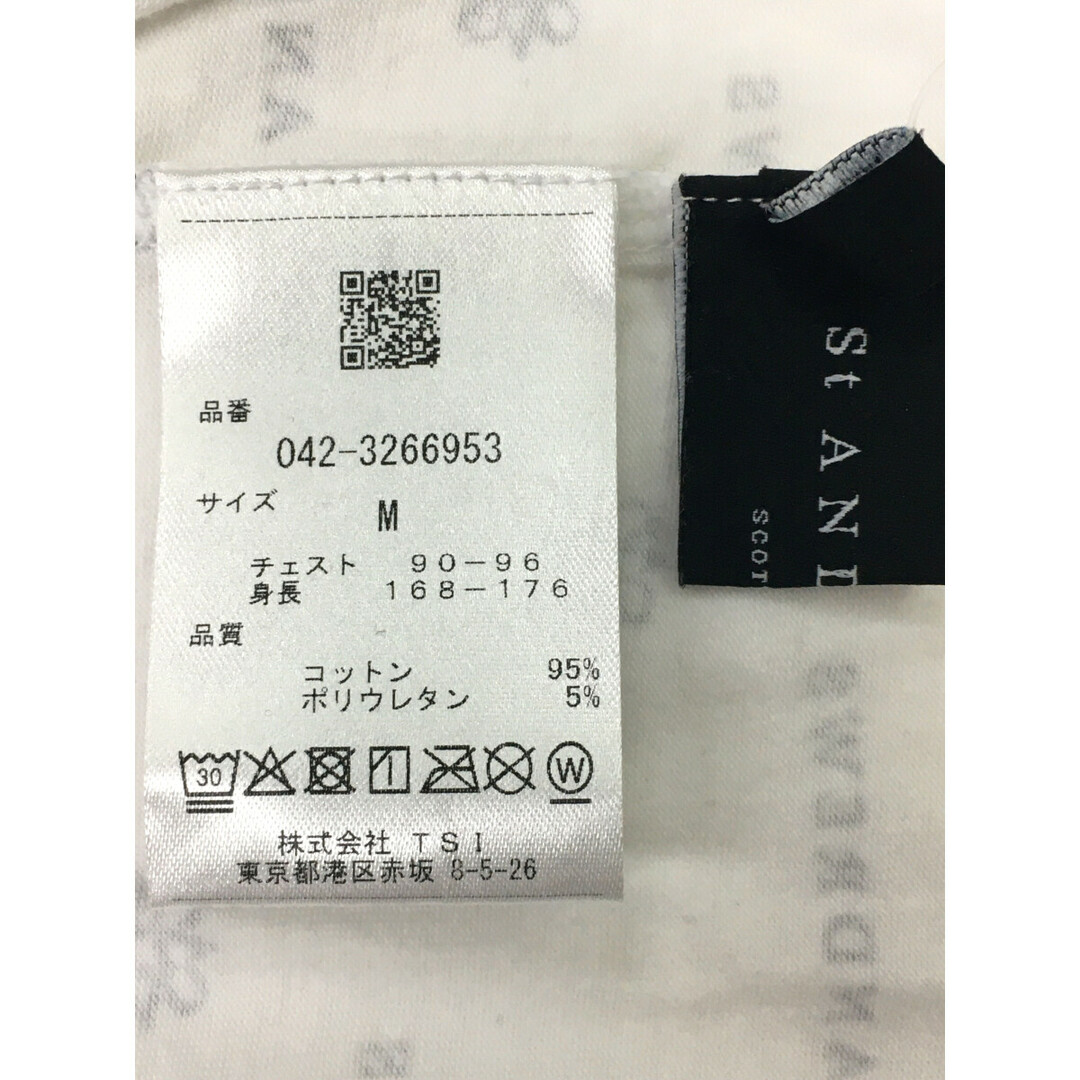 品番
042-3266953
サイズ
M
チェスト 90-96
身長 168-176
品質
コットン 95%
ポリウレタン 5%
30
W
株式会社 TSI
東京都港区赤坂 8-5-26
St AND
SCOT